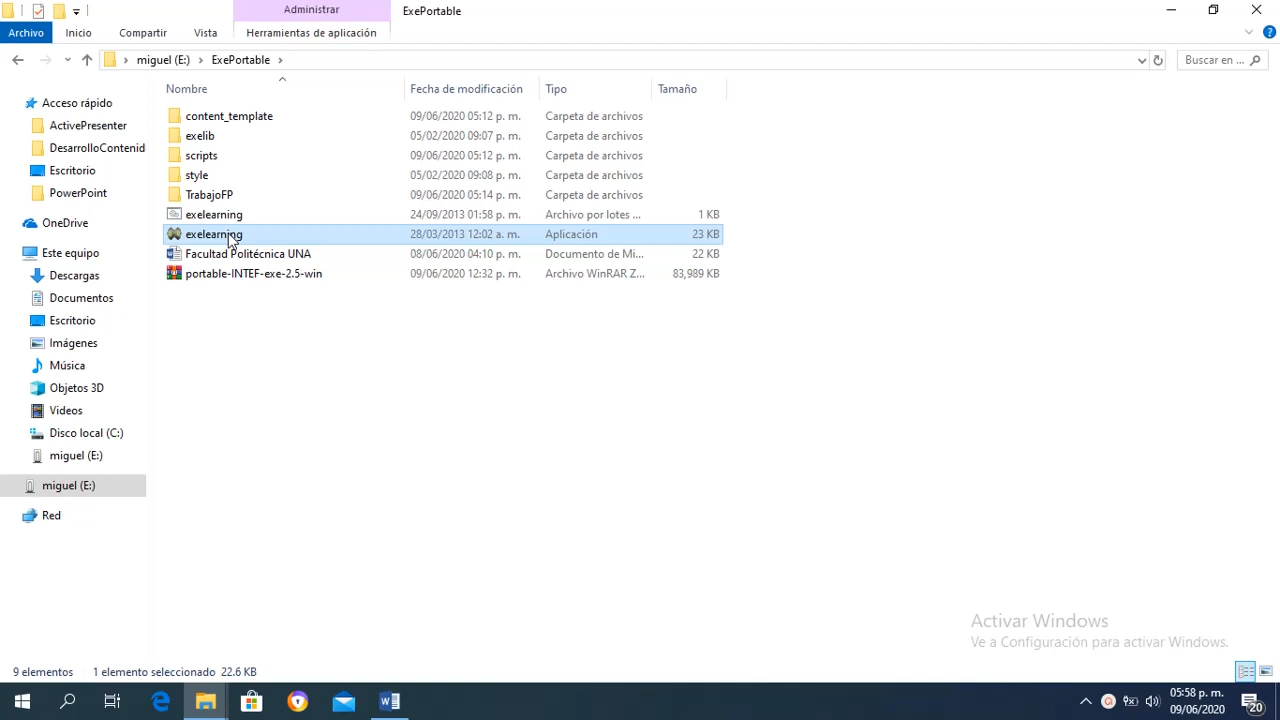 Administrar
ExePortable
Archivo
Inicio
Compartir
Vista
Herramientas de aplicación
miguel (E:)
ExePortable
Buscar en ...
Nombre
Fecha de modificación
Tipo
Tamaño
Acceso rápido
ActivePresenter
DesarrolloContenid
Escritorio
PowerPoint
OneDrive
Este equipo
Descargas
Documentos
Escritorio
Imágenes
Música
Objetos 3D
Videos
Disco local (C:)
miguel (E:)
miguel (E:)
Red
content_template 09/06/2020 05:12 p. m. Carpeta de archivos
exelib 05/02/2020 09:07 p. m. Carpeta de archivos
scripts 09/06/2020 05:12 p. m. Carpeta de archivos
style 05/02/2020 09:08 p. m. Carpeta de archivos
TrabajoFP 09/06/2020 05:14 p. m. Carpeta de archivos
exelearning 24/09/2013 01:58 p. m. Archivo por lotes ... 1 KB
exelearning 28/03/2013 12:02 a. m. Aplicación 23 KB
Facultad Politécnica UNA 08/06/2020 04:10 p. m. Documento de Mi... 22 KB
portable-INTEF-exe-2.5-win 09/06/2020 12:32 p. m. Archivo WinRAR Z... 83,989 KB
Activar Windows
Ve a Configuración para activar Windows.
9 elementos
1 elemento seleccionado 22.6 KB
05:58 p. m.
09/06/2020
20